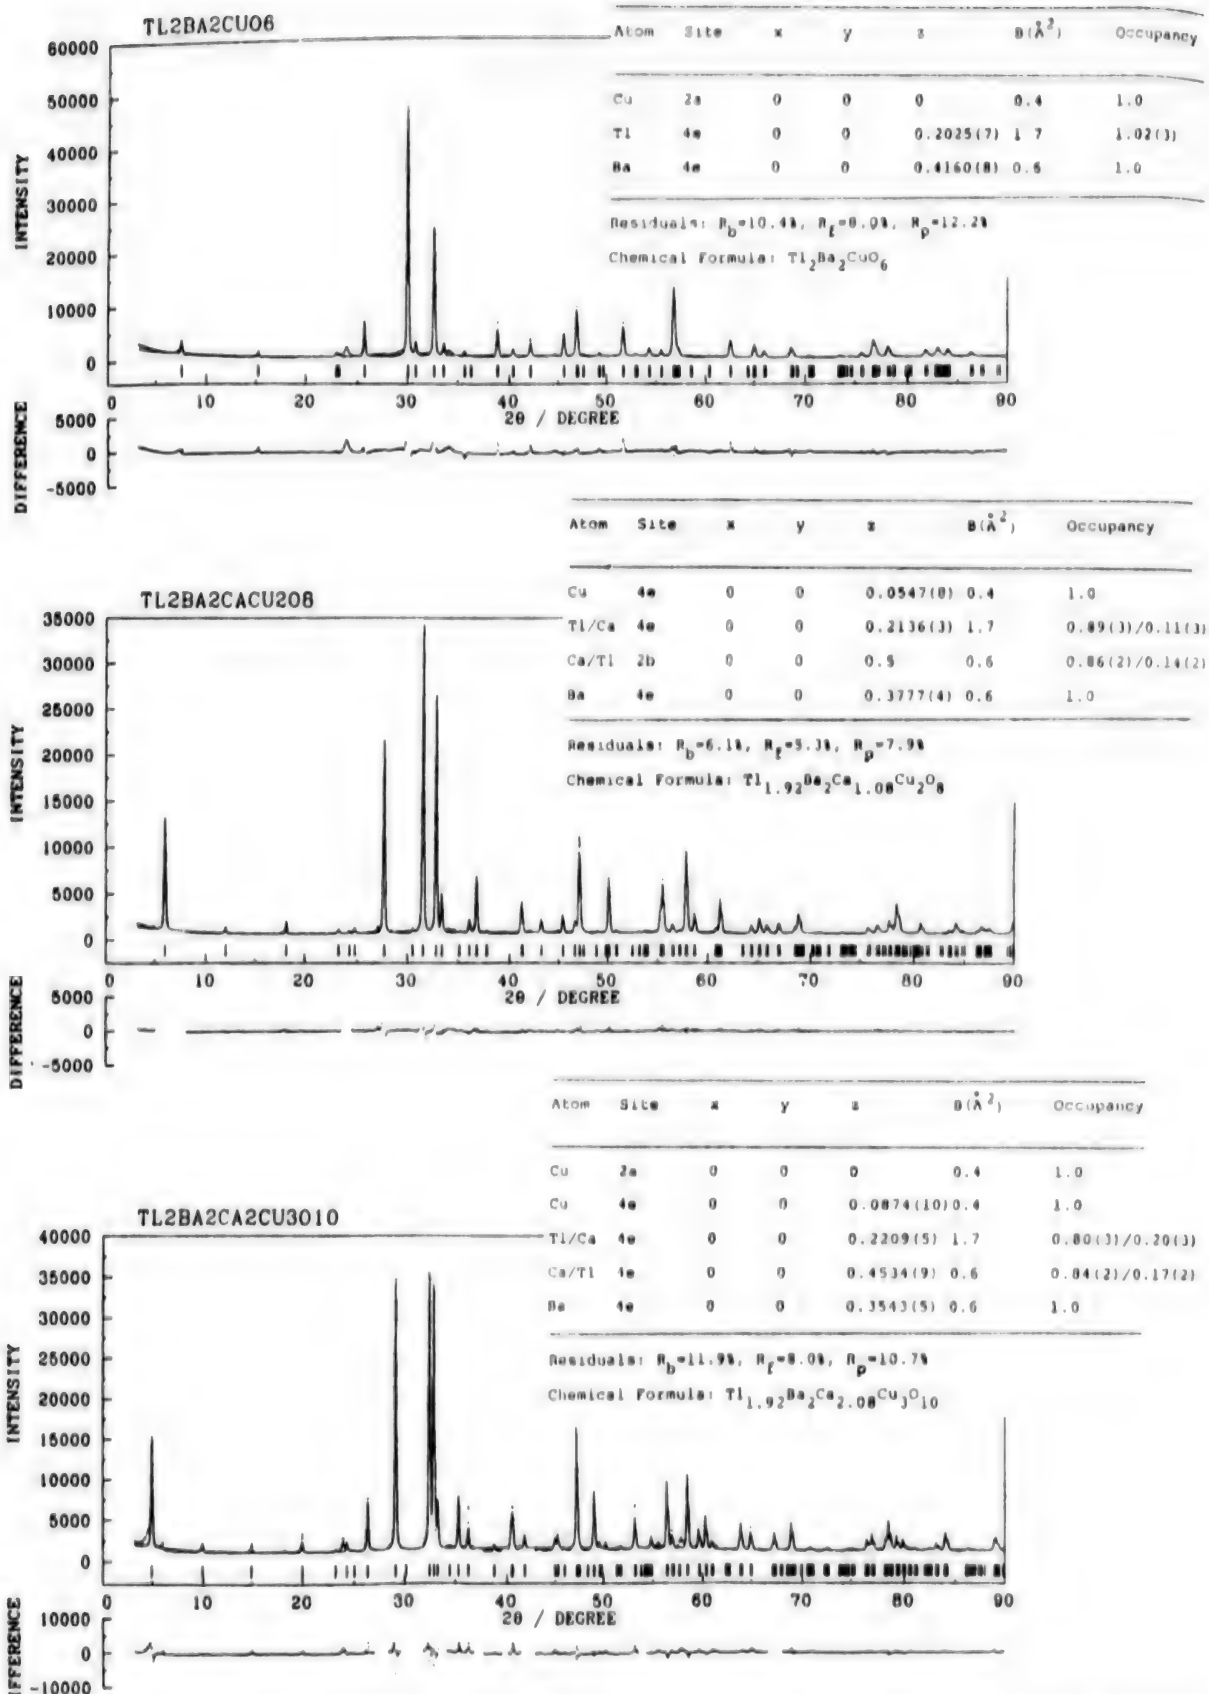 TL2BA2CUO6
Atom Site x y z B(Å2) Occupancy
Cu 2a 0 0 0 0.4 1.0
Tl 4e 0 0 0.2025(7) 1 7 1.02(3)
Ba 4e 0 0 0.4160(8) 0.6 1.0
Residuals: Rb=10.4%, Rf=8.0%, Rp=12.2%
Chemical Formula: Tl2Ba2CuO6
INTENSITY
60000
50000
40000
30000
20000
10000
0
0 10 20 30 40 50 60 70 80 90
2θ / DEGREE
DIFFERENCE
5000
0
-5000
Atom Site x y z B(Å2) Occupancy
Cu 4e 0 0 0.0547(8) 0.4 1.0
Tl/Ca 4e 0 0 0.2136(3) 1.7 0.89(3)/0.11(3)
Ca/Tl 2b 0 0 0.5 0.6 0.86(2)/0.14(2)
Ba 4e 0 0 0.3777(4) 0.6 1.0
Residuals: Rb=6.1%, Rf=5.3%, Rp=7.9%
Chemical Formula: Tl1.92Ba2Ca1.08Cu2O8
TL2BA2CACU2O8
INTENSITY
35000
30000
25000
20000
15000
10000
5000
0
0 10 20 30 40 50 60 70 80 90
2θ / DEGREE
DIFFERENCE
5000
0
-5000
Atom Site x y z B(Å2) Occupancy
Cu 2a 0 0 0 0.4 1.0
Cu 4e 0 0 0.0874(10) 0.4 1.0
Tl/Ca 4e 0 0 0.2209(5) 1.7 0.80(3)/0.20(3)
Ca/Tl 4e 0 0 0.4534(9) 0.6 0.84(2)/0.17(2)
Ba 4e 0 0 0.3543(5) 0.6 1.0
Residuals: Rb=11.9%, Rf=8.0%, Rp=10.7%
Chemical Formula: Tl1.92Ba2Ca2.08Cu3O10
TL2BA2CA2CU3O10
INTENSITY
40000
35000
30000
25000
20000
15000
10000
5000
0
0 10 20 30 40 50 60 70 80 90
2θ / DEGREE
DIFFERENCE
10000
0
-10000